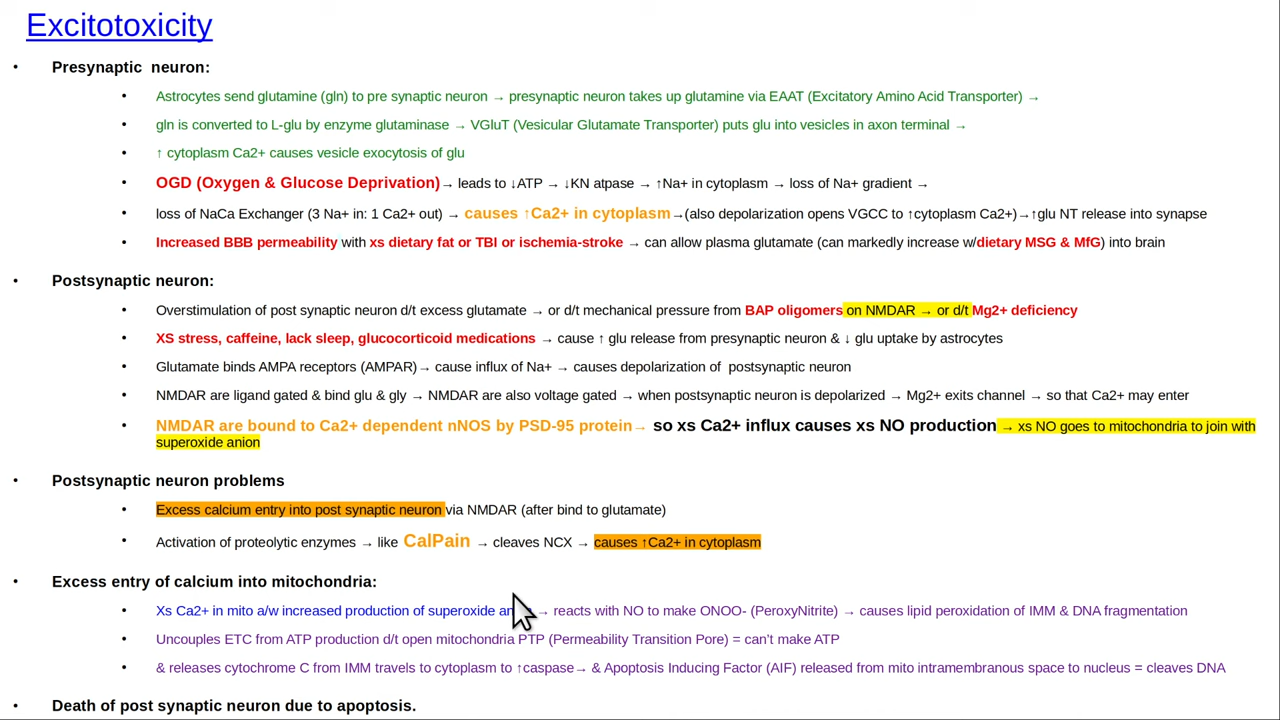 Excitotoxicity
• Presynaptic neuron:
• Astrocytes send glutamine (gln) to pre synaptic neuron → presynaptic neuron takes up glutamine via EAAT (Excitatory Amino Acid Transporter) →
• gln is converted to L-glu by enzyme glutaminase → VGluT (Vesicular Glutamate Transporter) puts glu into vesicles in axon terminal →
• ↑ cytoplasm Ca2+ causes vesicle exocytosis of glu
• OGD (Oxygen & Glucose Deprivation)→ leads to ↓ATP → ↓KN atpase → ↑Na+ in cytoplasm → loss of Na+ gradient →
• loss of NaCa Exchanger (3 Na+ in: 1 Ca2+ out) → causes ↑Ca2+ in cytoplasm→(also depolarization opens VGCC to ↑cytoplasm Ca2+)→↑glu NT release into synapse
• Increased BBB permeability with xs dietary fat or TBI or ischemia-stroke → can allow plasma glutamate (can markedly increase w/dietary MSG & MfG) into brain
• Postsynaptic neuron:
• Overstimulation of post synaptic neuron d/t excess glutamate → or d/t mechanical pressure from BAP oligomers on NMDAR → or d/t Mg2+ deficiency
• XS stress, caffeine, lack sleep, glucocorticoid medications → cause ↑ glu release from presynaptic neuron & ↓ glu uptake by astrocytes
• Glutamate binds AMPA receptors (AMPAR)→ cause influx of Na+ → causes depolarization of postsynaptic neuron
• NMDAR are ligand gated & bind glu & gly → NMDAR are also voltage gated → when postsynaptic neuron is depolarized → Mg2+ exits channel → so that Ca2+ may enter
• NMDAR are bound to Ca2+ dependent nNOS by PSD-95 protein→ so xs Ca2+ influx causes xs NO production → xs NO goes to mitochondria to join with
superoxide anion
• Postsynaptic neuron problems
• Excess calcium entry into post synaptic neuron via NMDAR (after bind to glutamate)
• Activation of proteolytic enzymes → like CalPain → cleaves NCX → causes ↑Ca2+ in cytoplasm
• Excess entry of calcium into mitochondria:
• Xs Ca2+ in mito a/w increased production of superoxide → reacts with NO to make ONOO- (PeroxyNitrite) → causes lipid peroxidation of IMM & DNA fragmentation
• Uncouples ETC from ATP production d/t open mitochondria PTP (Permeability Transition Pore) = can't make ATP
• & releases cytochrome C from IMM travels to cytoplasm to ↑caspase→ & Apoptosis Inducing Factor (AIF) released from mito intramembranous space to nucleus = cleaves DNA
• Death of post synaptic neuron due to apoptosis.